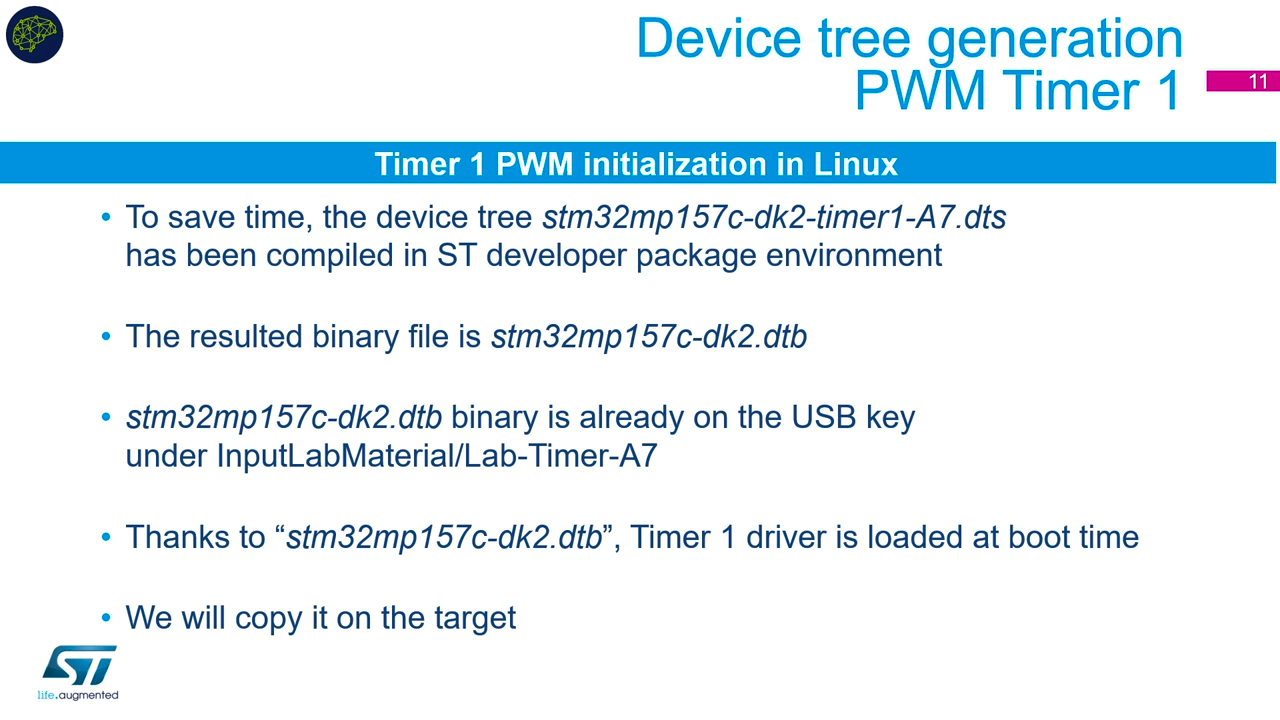 Device tree generation
PWM Timer 1
11
Timer 1 PWM initialization in Linux
• To save time, the device tree stm32mp157c-dk2-timer1-A7.dts
has been compiled in ST developer package environment
• The resulted binary file is stm32mp157c-dk2.dtb
• stm32mp157c-dk2.dtb binary is already on the USB key
under InputLabMaterial/Lab-Timer-A7
• Thanks to “stm32mp157c-dk2.dtb”, Timer 1 driver is loaded at boot time
• We will copy it on the target
ST
life.augmented